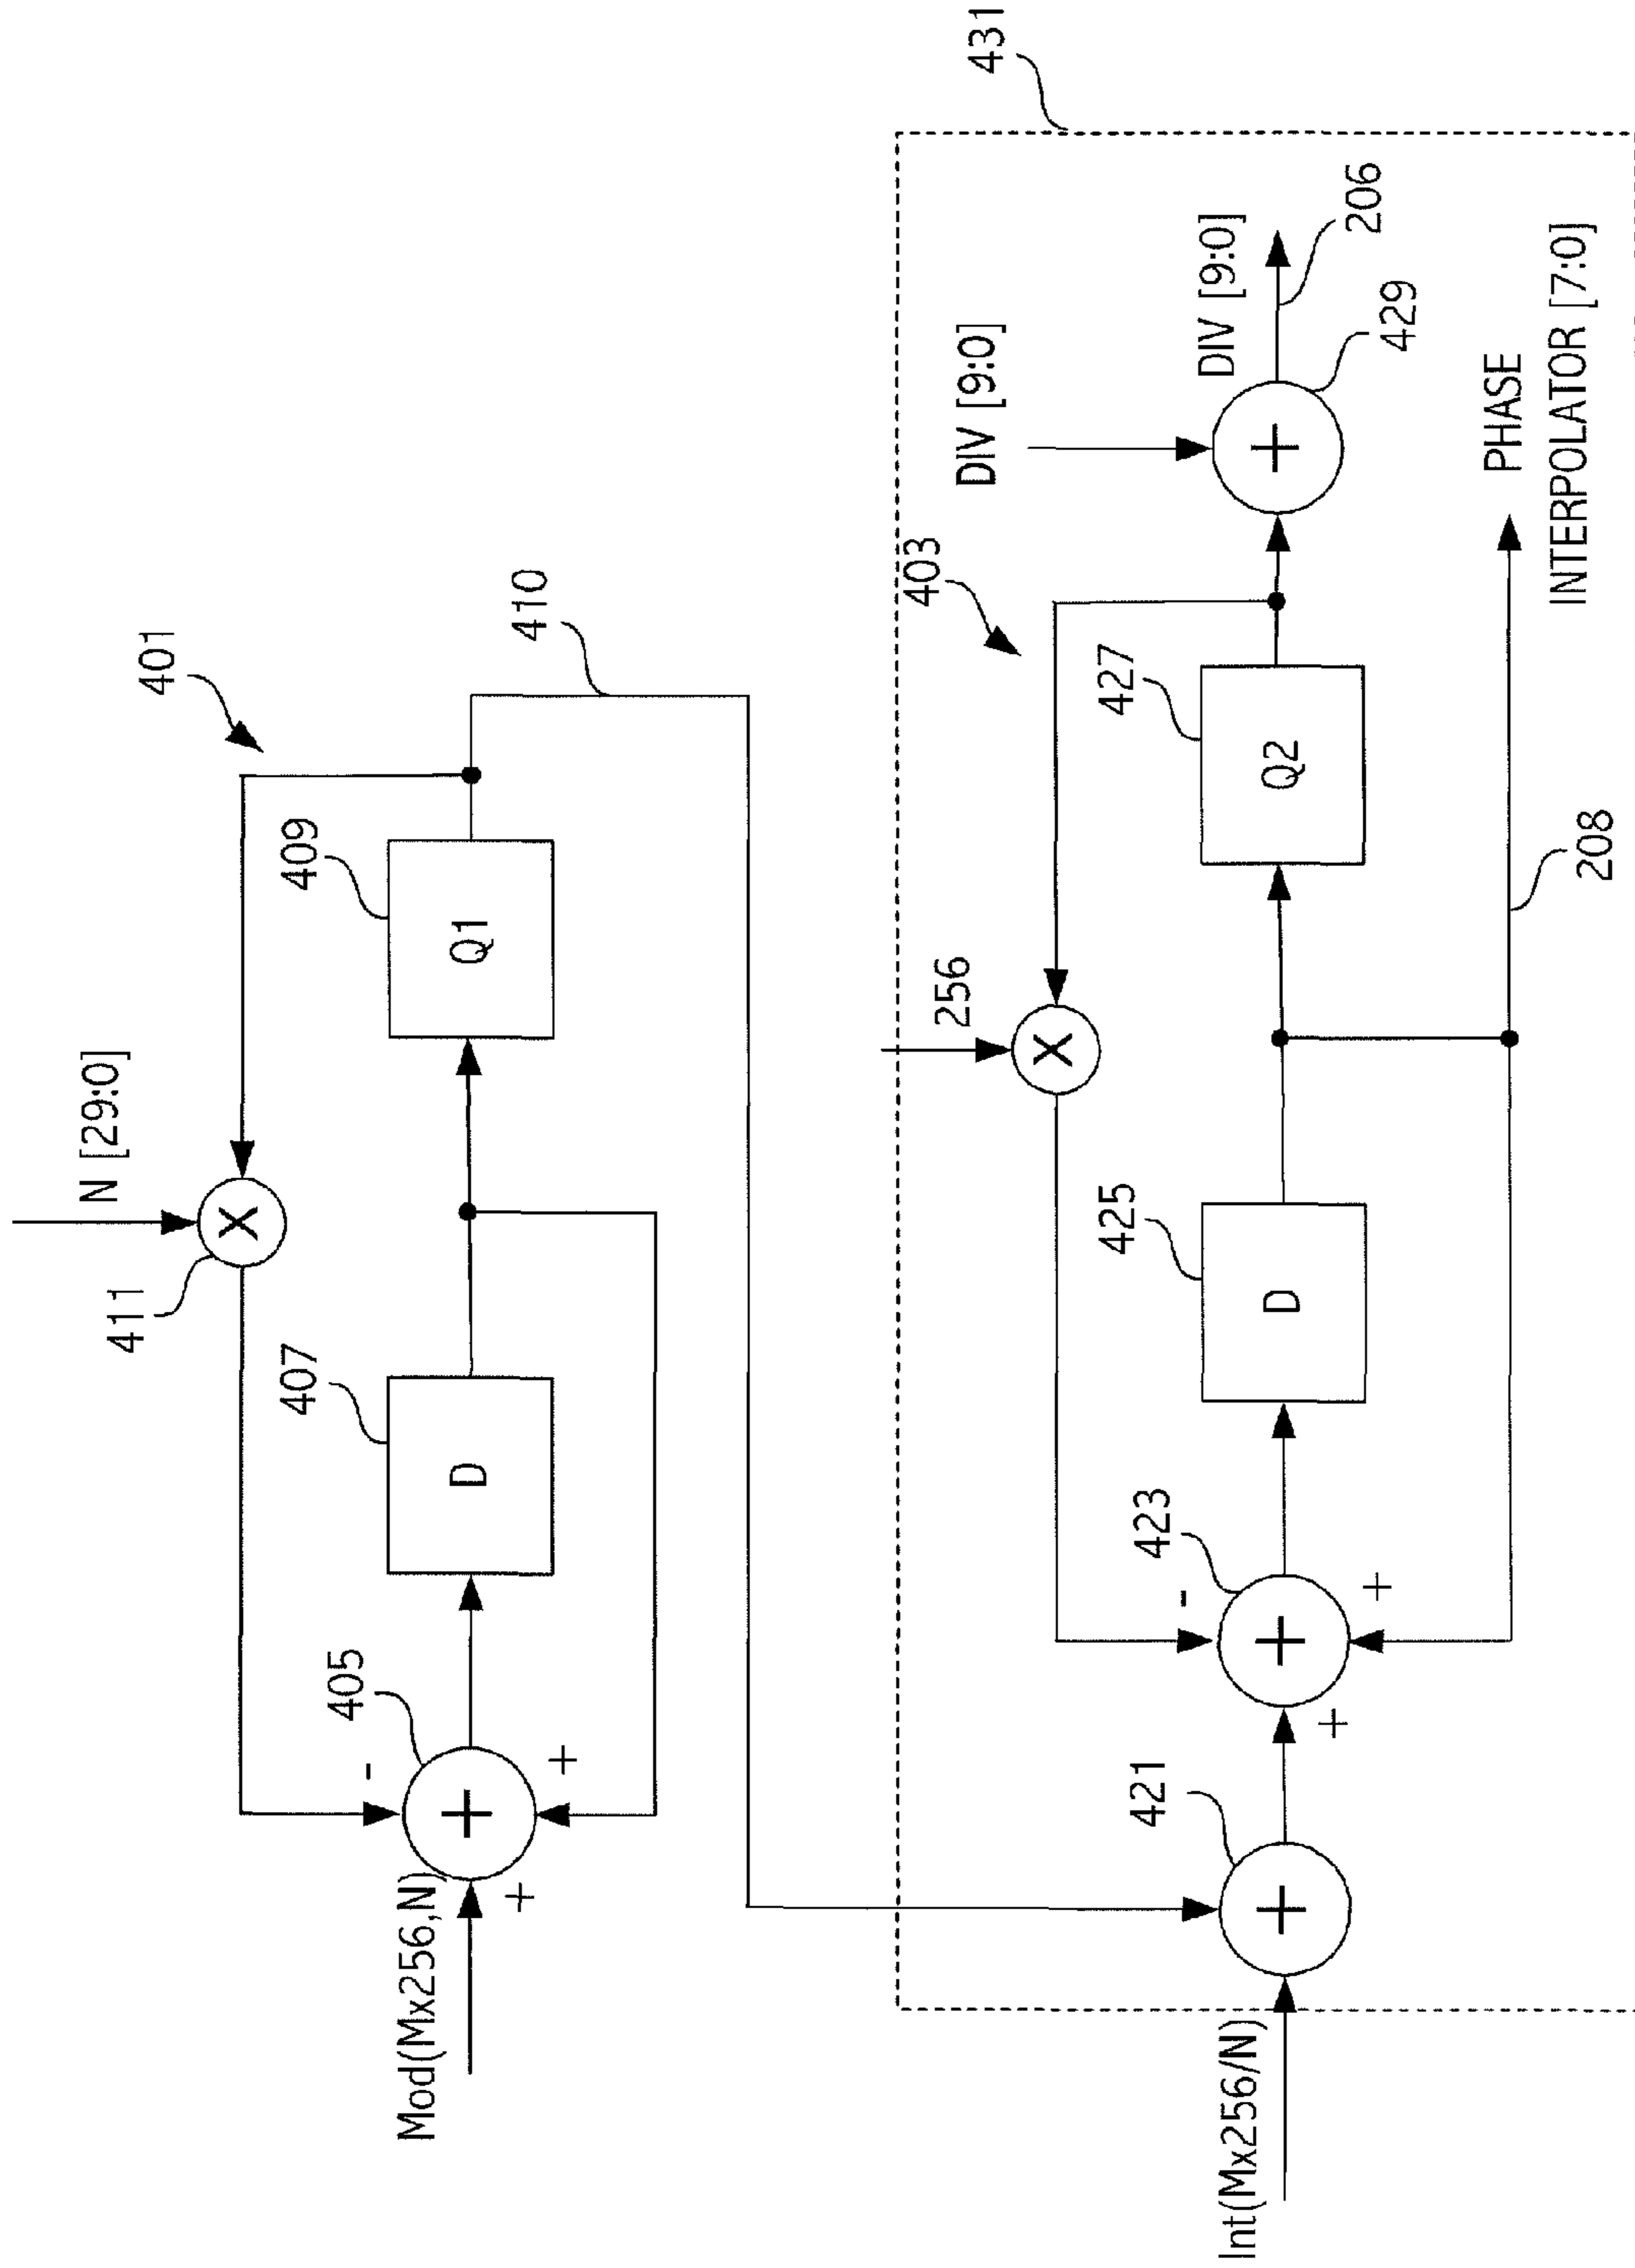 401
N [29:0]
X
411
410
409
Q1
407
D
405
+
-
+
+
Mod(Mx256,N)
431
403
DIV [9:0]
DIV [9:0]
206
+
429
427
Q2
256
X
425
D
423
+
-
+
+
421
+
Int(Mx256/N)
208
PHASE
INTERPOLATOR [7:0]